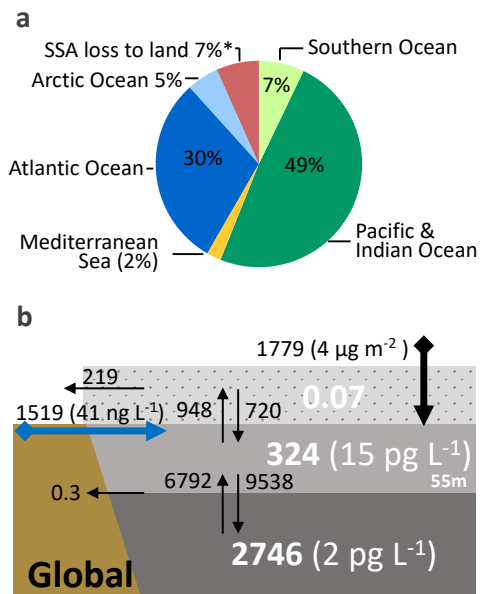 a
SSA loss to land 7%*
Southern Ocean
Arctic Ocean 5%
7%
Atlantic Ocean
30%
49%
Mediterranean
Sea (2%)
Pacific &
Indian Ocean
b
1779 (4 µg m⁻²)
219
0.07
1519 (41 ng L⁻¹)
948
720
324 (15 pg L⁻¹)
55m
6792
9538
0.3
2746 (2 pg L⁻¹)
Global